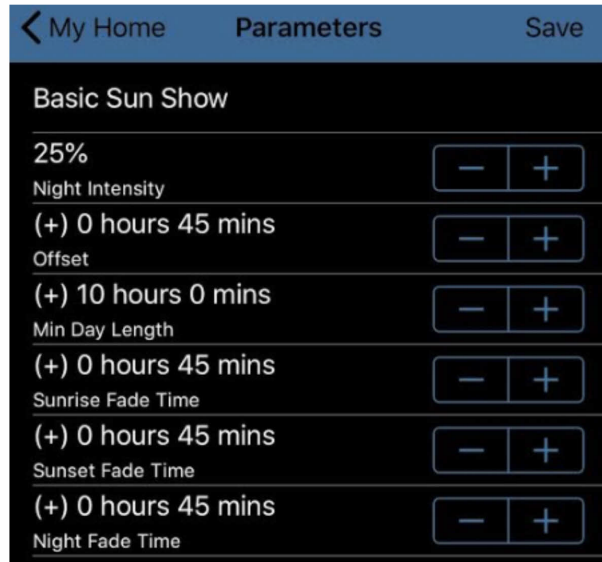 My Home Parameters Save
Basic Sun Show
25%
Night Intensity
(+) 0 hours 45 mins
Offset
(+) 10 hours 0 mins
Min Day Length
(+) 0 hours 45 mins
Sunrise Fade Time
(+) 0 hours 45 mins
Sunset Fade Time
(+) 0 hours 45 mins
Night Fade Time